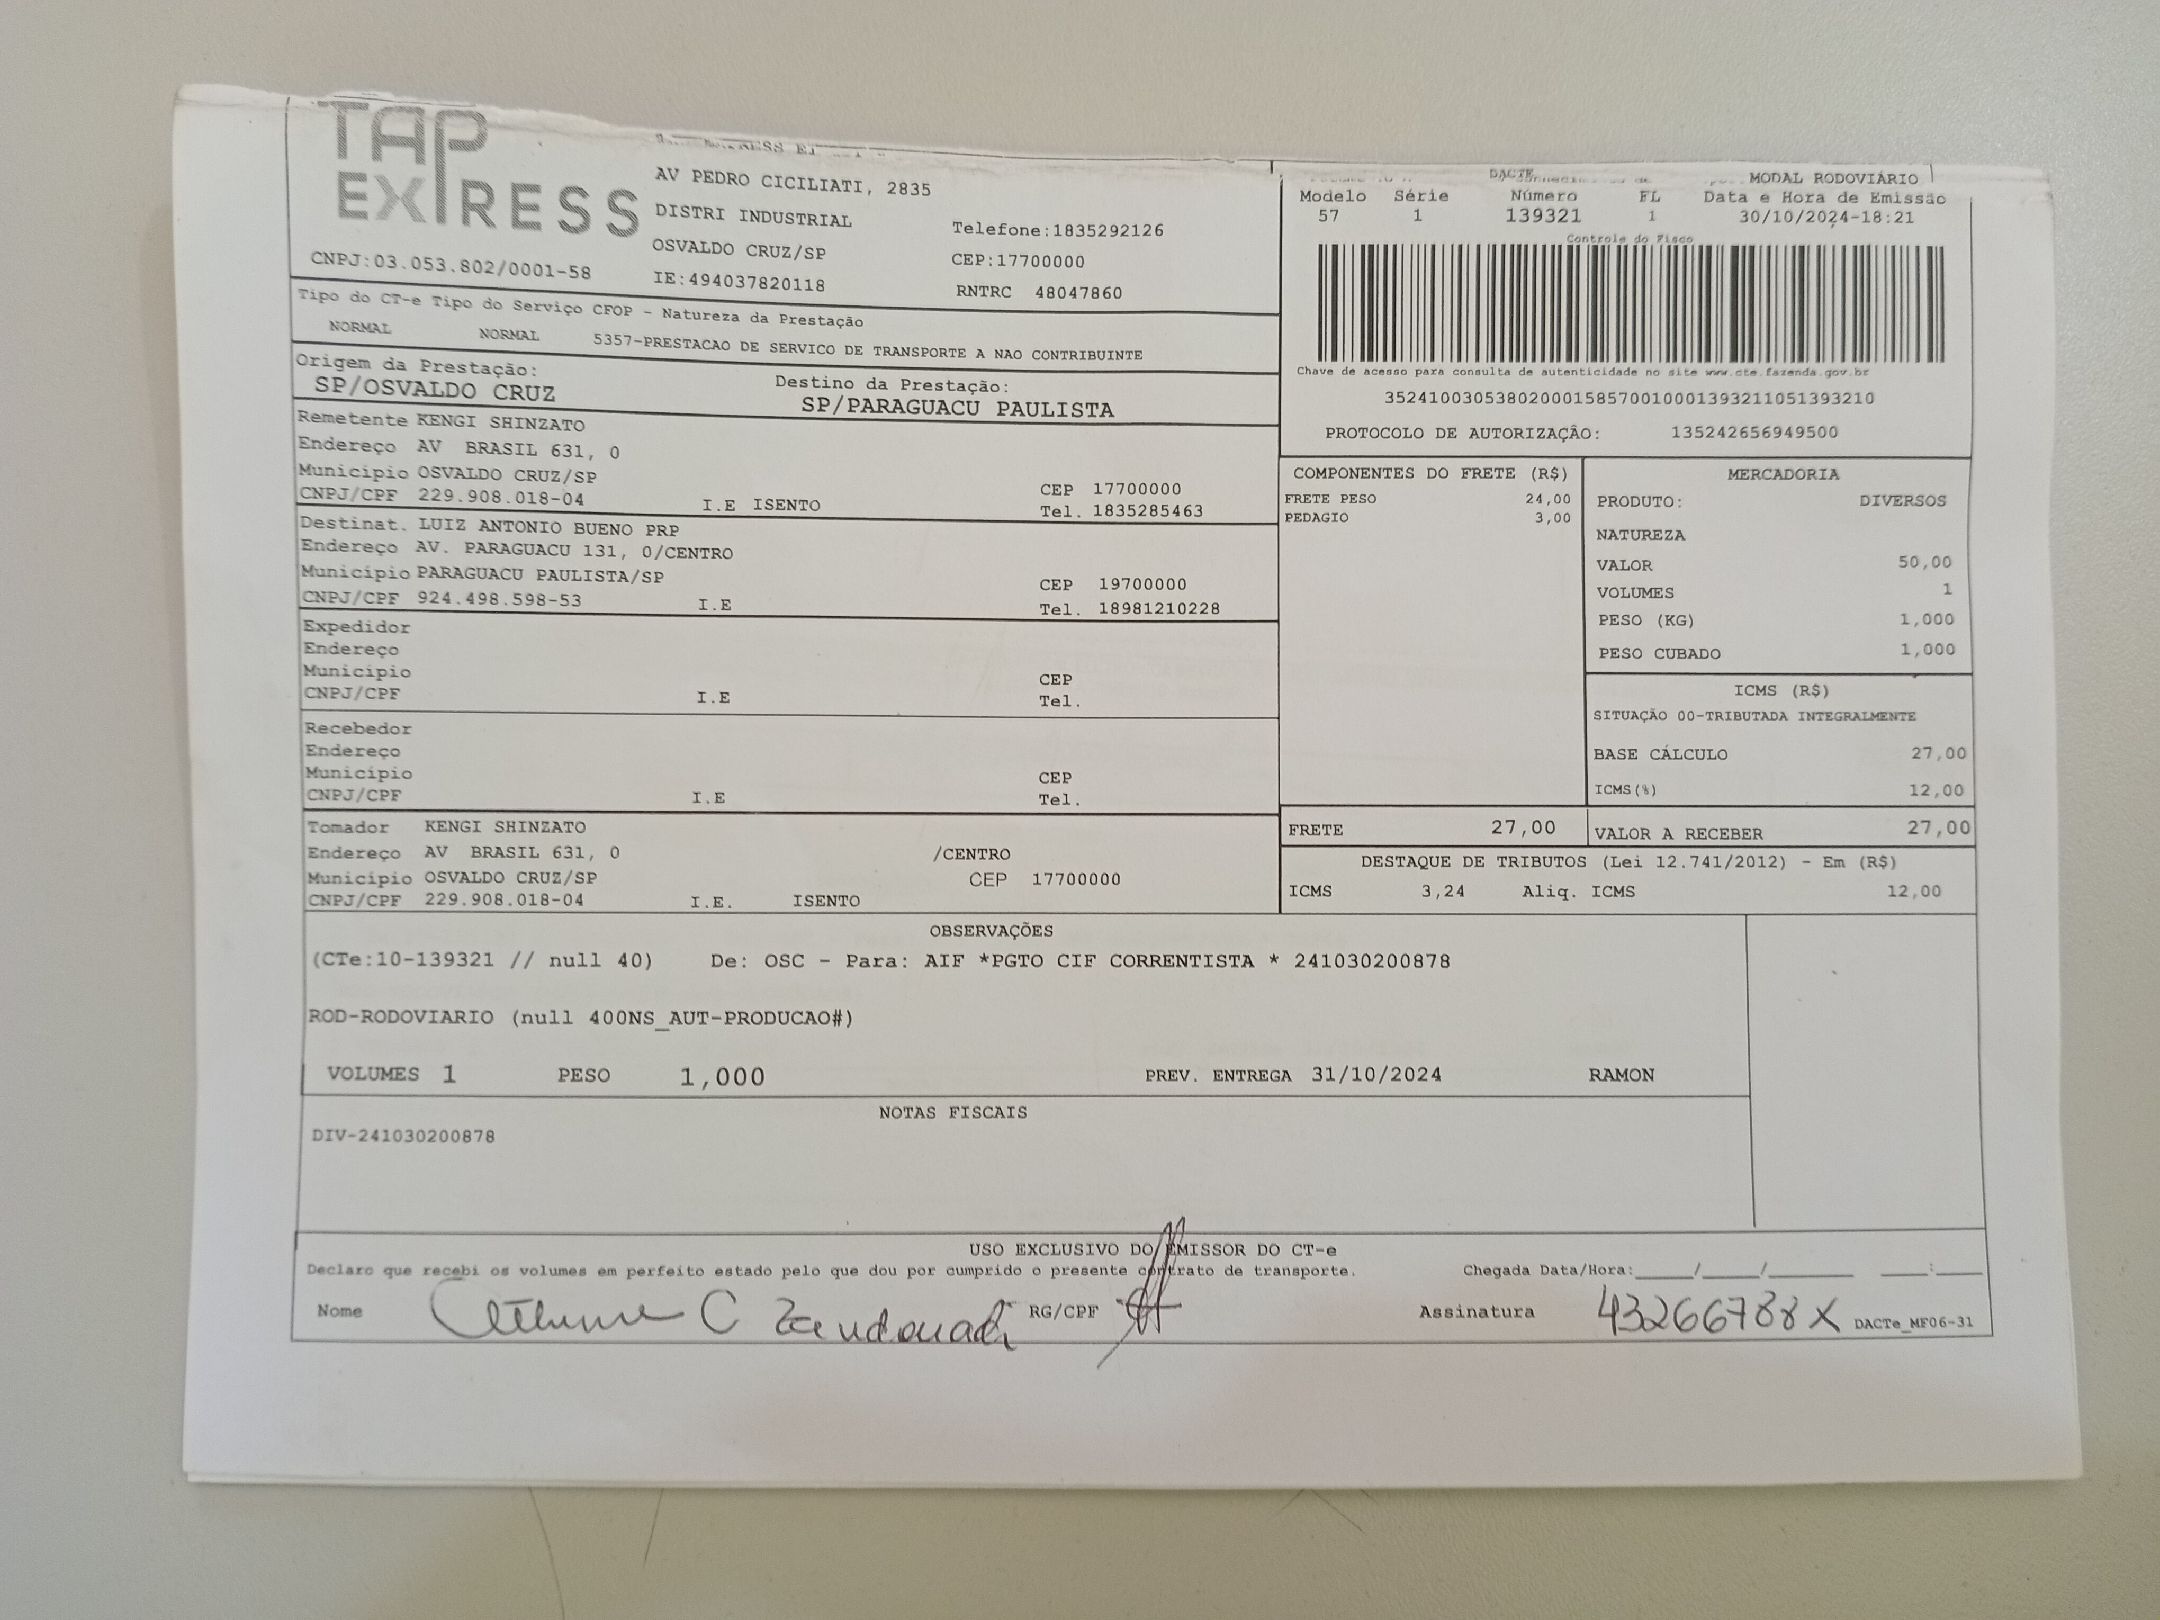 TAP
EXPRESS
AV PEDRO CICILIATI, 2835
DISTRI INDUSTRIAL
Telefone:1835292126
OSVALDO CRUZ/SP
CEP:17700000
CNPJ:03.053.802/0001-58
IE:494037820118
RNTRC 48047860
DACTE
MODAL RODOVIÁRIO
Modelo Série Número FL Data e Hora de Emissão
57 1 139321 1 30/10/2024-18:21
Controle do Fisco
Chave de acesso para consulta de autenticidade no site www.cte.fazenda.gov.br
35241003053802000158570010001393211051393210
PROTOCOLO DE AUTORIZAÇÃO: 135242656949500
Tipo do CT-e Tipo do Serviço CFOP - Natureza da Prestação
NORMAL NORMAL 5357-PRESTACAO DE SERVICO DE TRANSPORTE A NAO CONTRIBUINTE
Origem da Prestação: Destino da Prestação:
SP/OSVALDO CRUZ SP/PARAGUACU PAULISTA
Remetente KENGI SHINZATO
Endereço AV BRASIL 631, 0
Município OSVALDO CRUZ/SP CEP 17700000
CNPJ/CPF 229.908.018-04 I.E ISENTO Tel. 1835285463
Destinat. LUIZ ANTONIO BUENO PRP
Endereço AV. PARAGUACU 131, 0/CENTRO
Município PARAGUACU PAULISTA/SP CEP 19700000
CNPJ/CPF 924.498.598-53 I.E Tel. 18981210228
Expedidor
Endereço
Município CEP
CNPJ/CPF I.E Tel.
Recebedor
Endereço
Município CEP
CNPJ/CPF I.E Tel.
Tomador KENGI SHINZATO
Endereço AV BRASIL 631, 0 /CENTRO
Município OSVALDO CRUZ/SP CEP 17700000
CNPJ/CPF 229.908.018-04 I.E. ISENTO
COMPONENTES DO FRETE (R$)
FRETE PESO 24,00
PEDAGIO 3,00
MERCADORIA
PRODUTO: DIVERSOS
NATUREZA
VALOR 50,00
VOLUMES 1
PESO (KG) 1,000
PESO CUBADO 1,000
ICMS (R$)
SITUAÇÃO 00-TRIBUTADA INTEGRALMENTE
BASE CÁLCULO 27,00
ICMS(%) 12,00
FRETE 27,00 VALOR A RECEBER 27,00
DESTAQUE DE TRIBUTOS (Lei 12.741/2012) - Em (R$)
ICMS 3,24 Aliq. ICMS 12,00
OBSERVAÇÕES
(CTe:10-139321 // null 40) De: OSC - Para: AIF *PGTO CIF CORRENTISTA * 241030200878
ROD-RODOVIARIO (null 400NS_AUT-PRODUCAO#)
VOLUMES 1 PESO 1,000 PREV. ENTREGA 31/10/2024 RAMON
NOTAS FISCAIS
DIV-241030200878
USO EXCLUSIVO DO EMISSOR DO CT-e
Declaro que recebi os volumes em perfeito estado pelo que dou por cumprido o presente contrato de transporte. Chegada Data/Hora:____/____/______ ___:____
Nome C RG/CPF Assinatura 43266788X DACTe_MF06-31